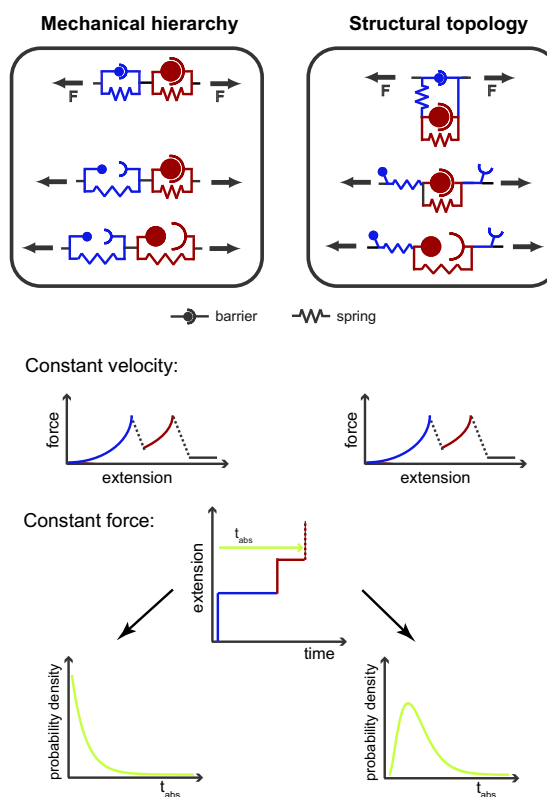 Mechanical hierarchy
Structural topology
F F
F F
barrier spring
Constant velocity:
force
extension
force
extension
Constant force:
extension
t_abs
time
probability density
t_abs
probability density
t_abs